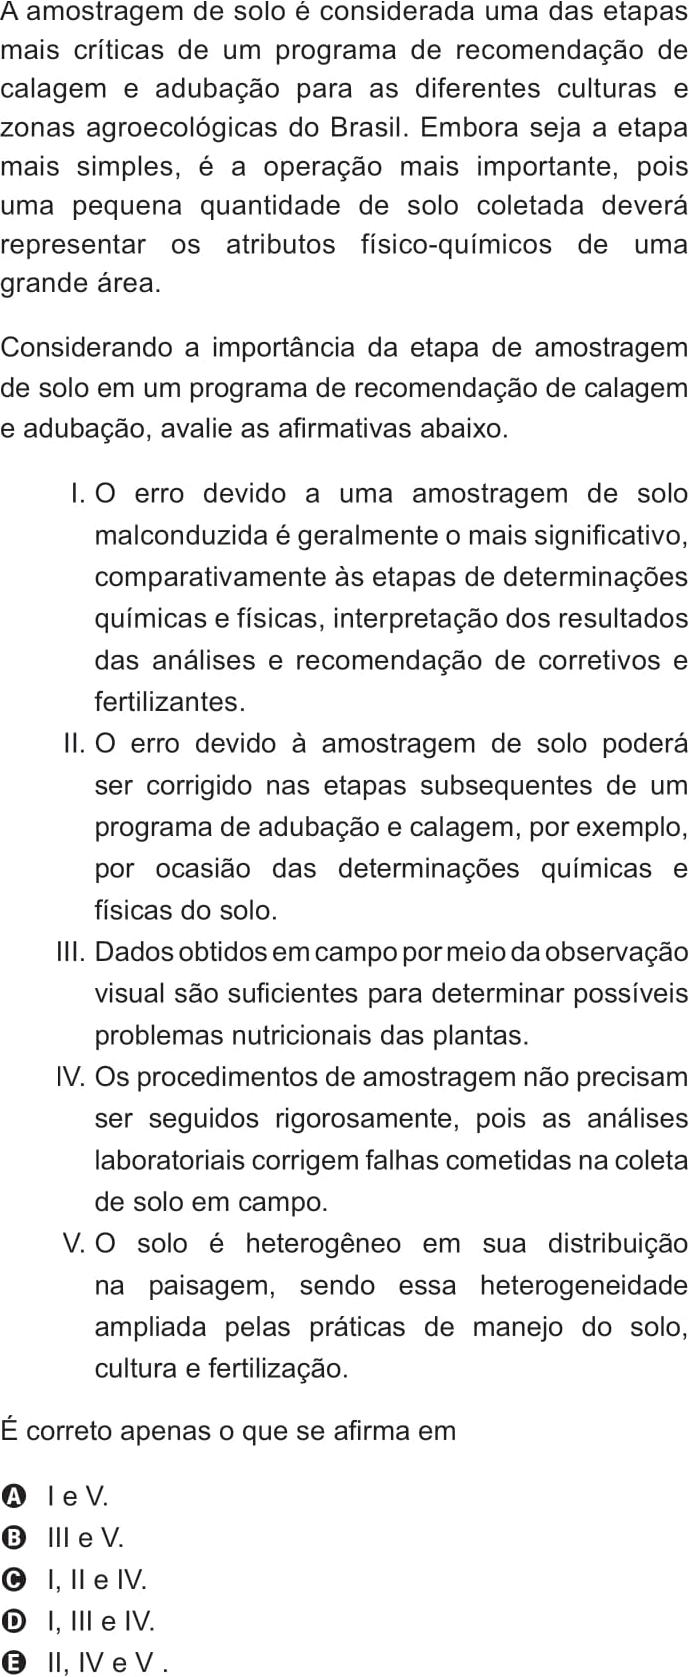 A amostragem de solo é considerada uma das etapas
mais críticas de um programa de recomendação de
calagem e adubação para as diferentes culturas e
zonas agroecológicas do Brasil. Embora seja a etapa
mais simples, é a operação mais importante, pois
uma pequena quantidade de solo coletada deverá
representar os atributos físico-químicos de uma
grande área.
Considerando a importância da etapa de amostragem
de solo em um programa de recomendação de calagem
e adubação, avalie as afirmativas abaixo.
I. O erro devido a uma amostragem de solo
malconduzida é geralmente o mais significativo,
comparativamente às etapas de determinações
químicas e físicas, interpretação dos resultados
das análises e recomendação de corretivos e
fertilizantes.
II. O erro devido à amostragem de solo poderá
ser corrigido nas etapas subsequentes de um
programa de adubação e calagem, por exemplo,
por ocasião das determinações químicas e
físicas do solo.
III. Dados obtidos em campo por meio da observação
visual são suficientes para determinar possíveis
problemas nutricionais das plantas.
IV. Os procedimentos de amostragem não precisam
ser seguidos rigorosamente, pois as análises
laboratoriais corrigem falhas cometidas na coleta
de solo em campo.
V. O solo é heterogêneo em sua distribuição
na paisagem, sendo essa heterogeneidade
ampliada pelas práticas de manejo do solo,
cultura e fertilização.
É correto apenas o que se afirma em
A I e V.
B III e V.
C I, II e IV.
D I, III e IV.
E II, IV e V .